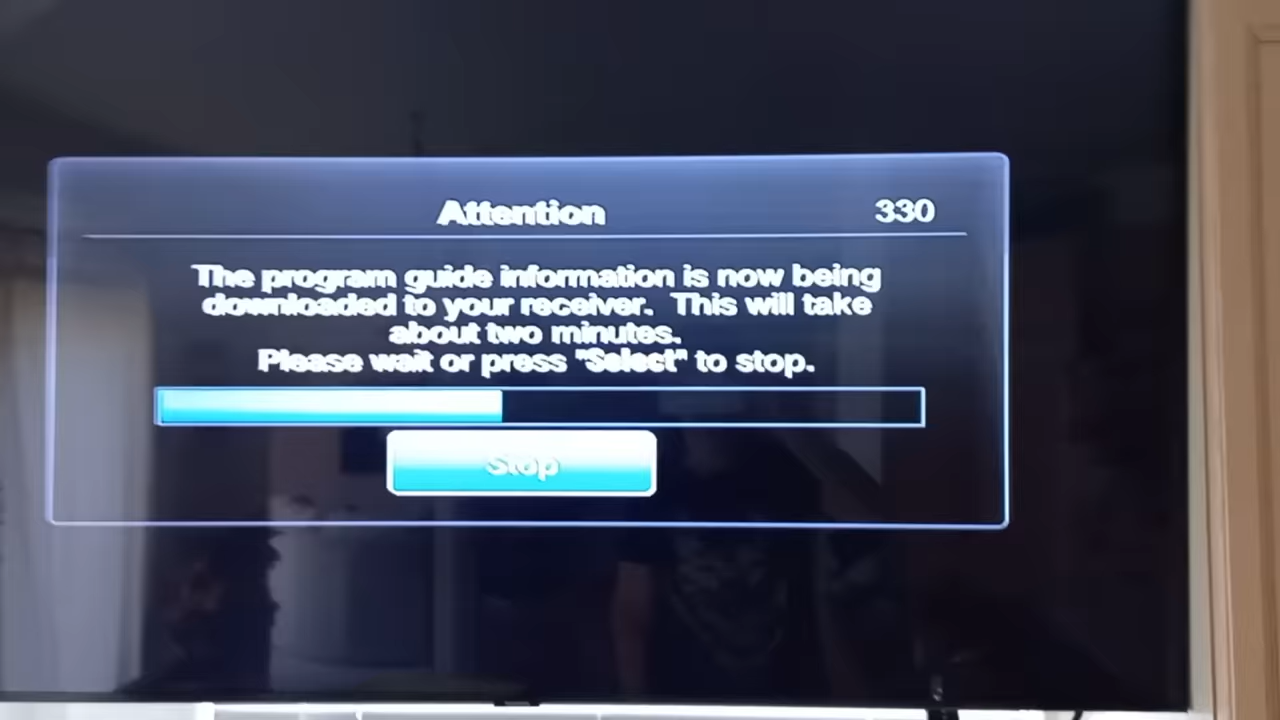 Attention 330
The program guide information is now being
downloaded to your receiver. This will take
about two minutes.
Please wait or press "Select" to stop.
Stop